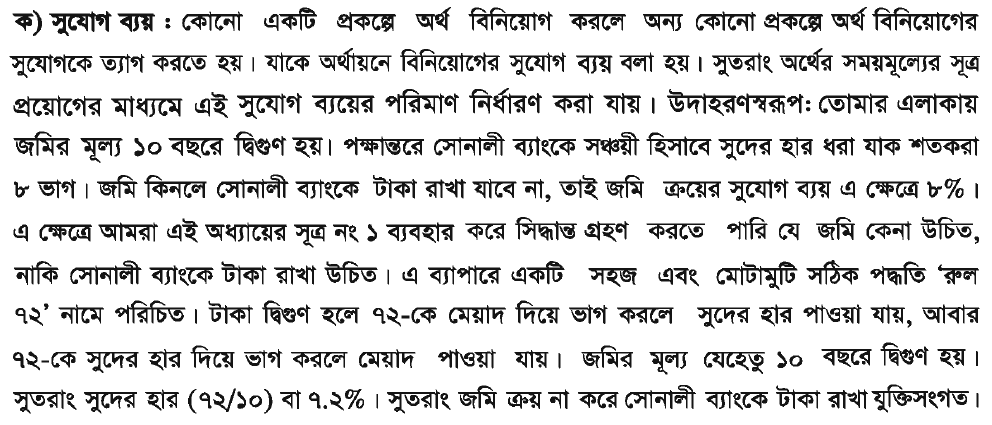 ক) সুযোগ ব্যয় : কোনো একটি প্রকল্পে অর্থ বিনিয়োগ করলে অন্য কোনো প্রকল্পে অর্থ বিনিয়োগের
সুযোগকে ত্যাগ করতে হয়। যাকে অর্থায়নে বিনিয়োগের সুযোগ ব্যয় বলা হয়। সুতরাং অর্থের সময়মূল্যের সূত্র
প্রয়োগের মাধ্যমে এই সুযোগ ব্যয়ের পরিমাণ নির্ধারণ করা যায়। উদাহরণস্বরূপ: তোমার এলাকায়
জমির মূল্য ১০ বছরে দ্বিগুণ হয়। পক্ষান্তরে সোনালী ব্যাংকে সঞ্চয়ী হিসাবে সুদের হার ধরা যাক শতকরা
৮ ভাগ। জমি কিনলে সোনালী ব্যাংকে টাকা রাখা যাবে না, তাই জমি ক্রয়ের সুযোগ ব্যয় এ ক্ষেত্রে ৮%।
এ ক্ষেত্রে আমরা এই অধ্যায়ের সূত্র নং ১ ব্যবহার করে সিদ্ধান্ত গ্রহণ করতে পারি যে জমি কেনা উচিত,
নাকি সোনালী ব্যাংকে টাকা রাখা উচিত। এ ব্যাপারে একটি সহজ এবং মোটামুটি সঠিক পদ্ধতি ‘রুল
৭২’ নামে পরিচিত। টাকা দ্বিগুণ হলে ৭২-কে মেয়াদ দিয়ে ভাগ করলে সুদের হার পাওয়া যায়, আবার
৭২-কে সুদের হার দিয়ে ভাগ করলে মেয়াদ পাওয়া যায়। জমির মূল্য যেহেতু ১০ বছরে দ্বিগুণ হয়।
সুতরাং সুদের হার (৭২/১০) বা ৭.২%। সুতরাং জমি ক্রয় না করে সোনালী ব্যাংকে টাকা রাখা যুক্তিসংগত।